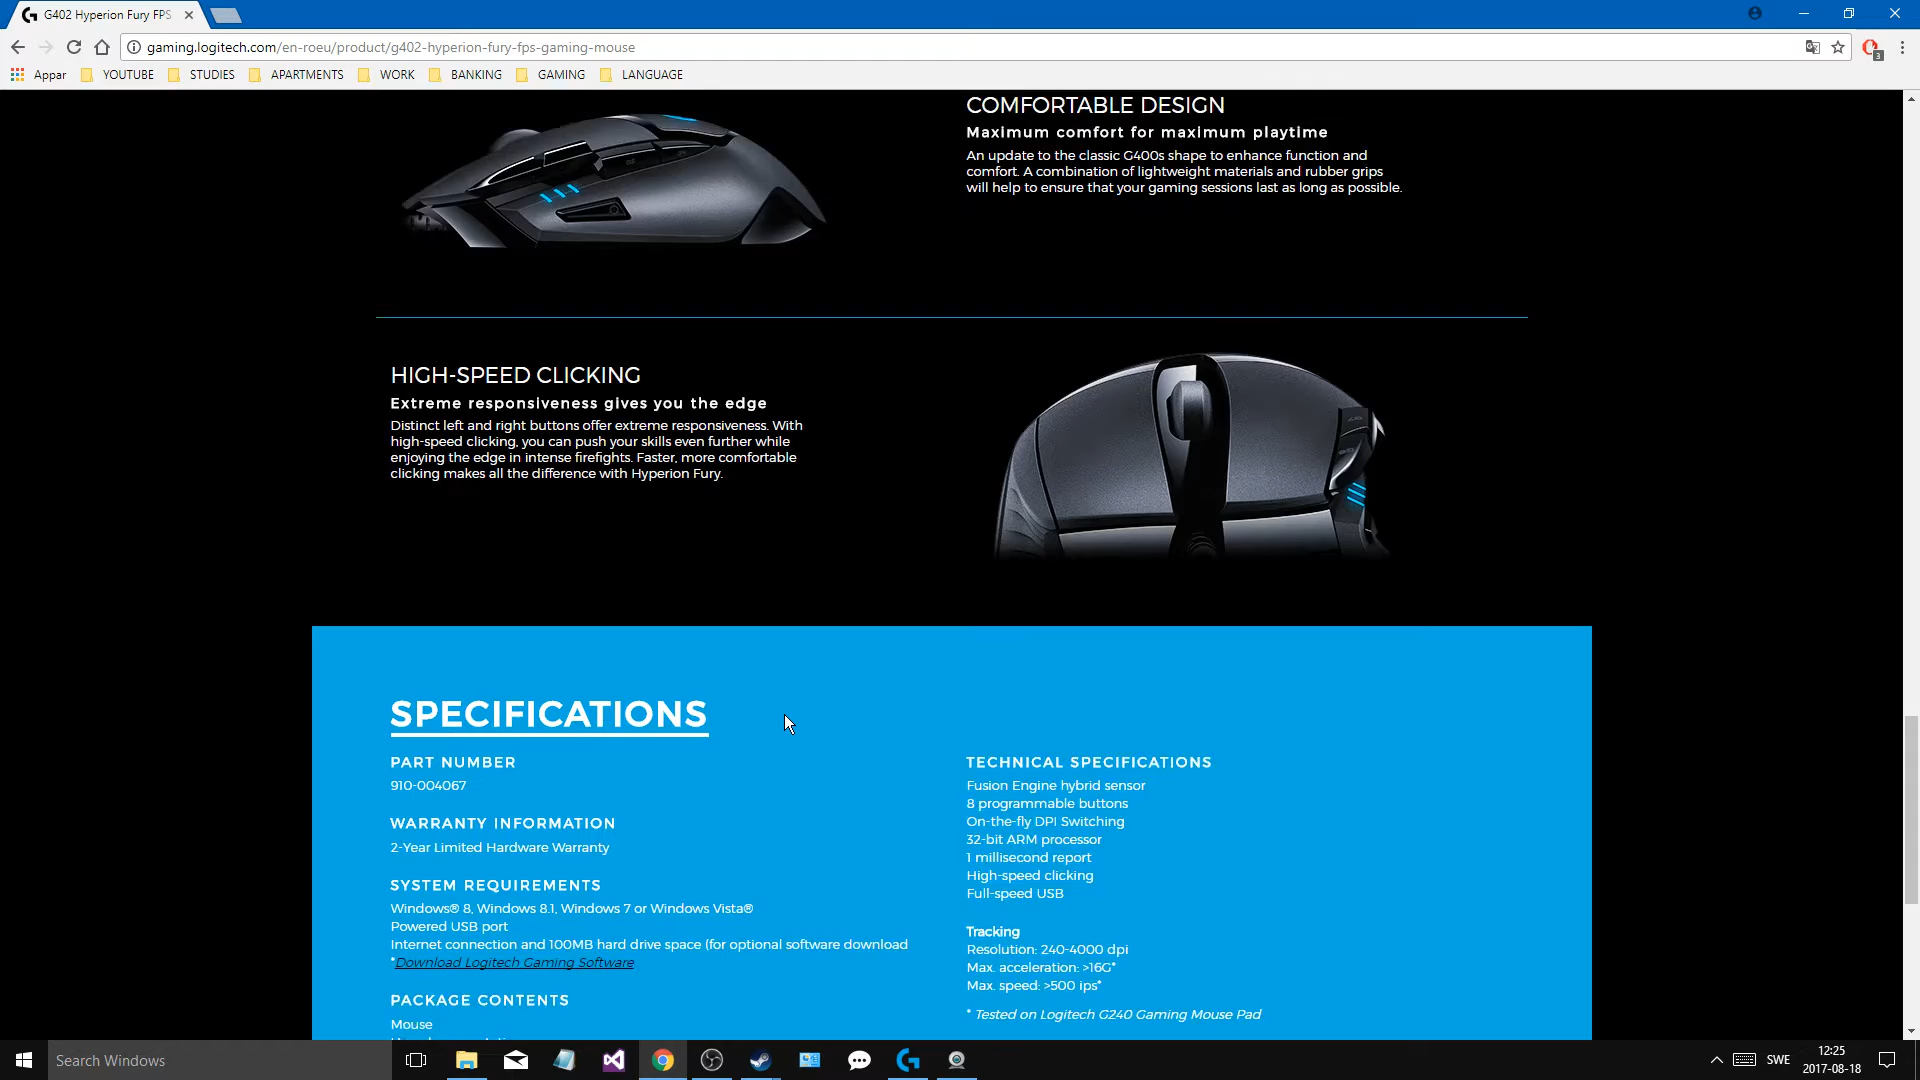 G402 Hyperion Fury FPS
gaming.logitech.com/en-roeu/product/g402-hyperion-fury-fps-gaming-mouse
3
Appar
YOUTUBE
STUDIES
APARTMENTS
WORK
BANKING
GAMING
LANGUAGE
COMFORTABLE DESIGN
Maximum comfort for maximum playtime
An update to the classic G400s shape to enhance function and
comfort. A combination of lightweight materials and rubber grips
will help to ensure that your gaming sessions last as long as possible.
HIGH-SPEED CLICKING
Extreme responsiveness gives you the edge
Distinct left and right buttons offer extreme responsiveness. With
high-speed clicking, you can push your skills even further while
enjoying the edge in intense firefights. Faster, more comfortable
clicking makes all the difference with Hyperion Fury.
SPECIFICATIONS
PART NUMBER
910-004067
WARRANTY INFORMATION
2-Year Limited Hardware Warranty
SYSTEM REQUIREMENTS
Windows® 8, Windows 8.1, Windows 7 or Windows Vista®
Powered USB port
Internet connection and 100MB hard drive space (for optional software download
*Download Logitech Gaming Software
PACKAGE CONTENTS
Mouse
TECHNICAL SPECIFICATIONS
Fusion Engine hybrid sensor
8 programmable buttons
On-the-fly DPI Switching
32-bit ARM processor
1 millisecond report
High-speed clicking
Full-speed USB
Tracking
Resolution: 240-4000 dpi
Max. acceleration: >16G*
Max. speed: >500 ips*
* Tested on Logitech G240 Gaming Mouse Pad
Search Windows
SWE
12:25
2017-08-18